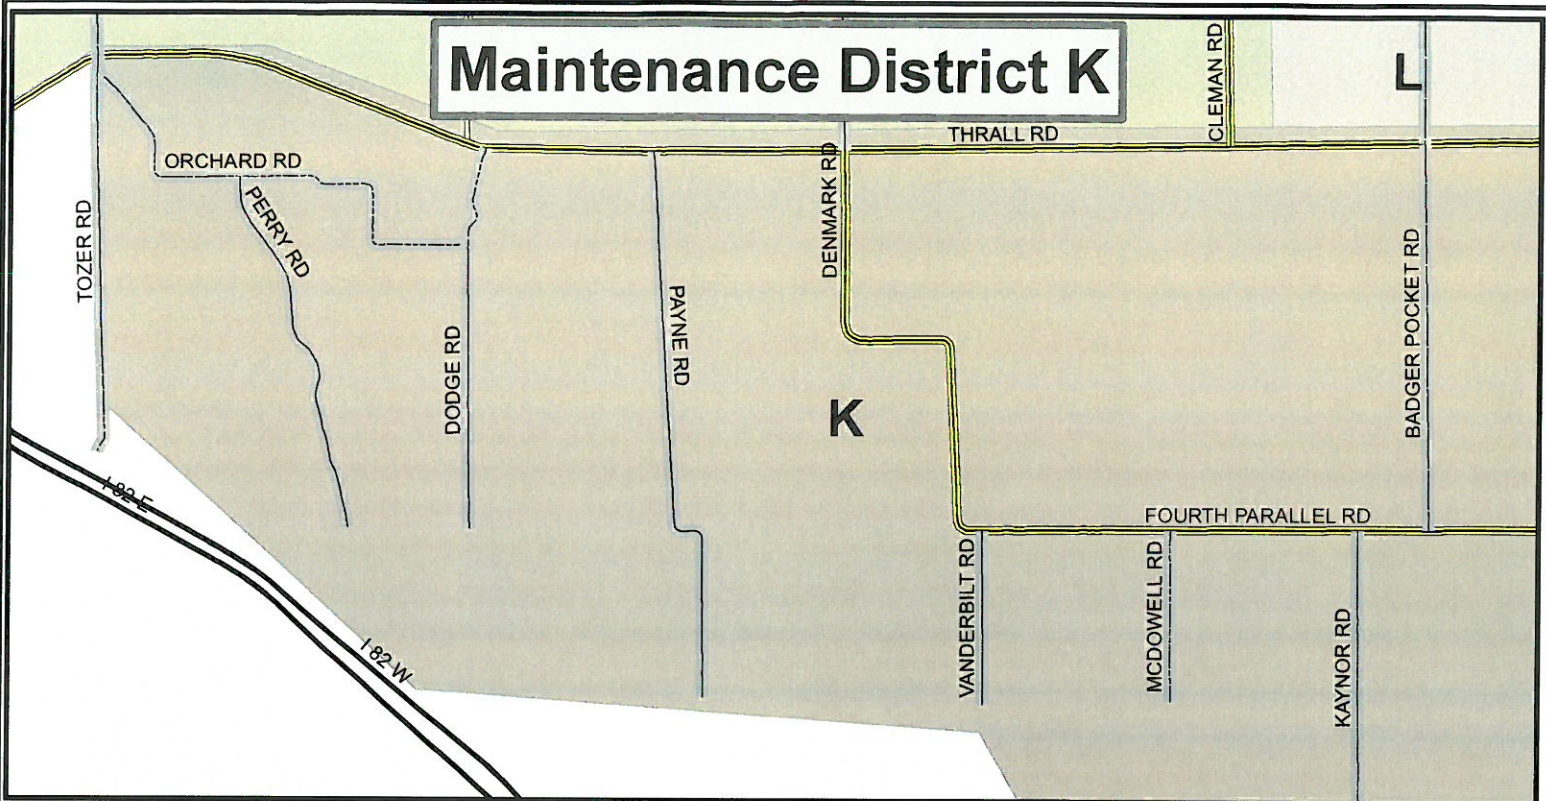 Maintenance District K
CLEMAN RD
L
THRALL RD
ORCHARD RD
PERRY RD
TOZER RD
DENMARK RD
BADGER POCKET RD
PAYNE RD
DODGE RD
K
I 82 E
FOURTH PARALLEL RD
VANDERBILT RD
MCDOWELL RD
KAYNOR RD
I 82 W